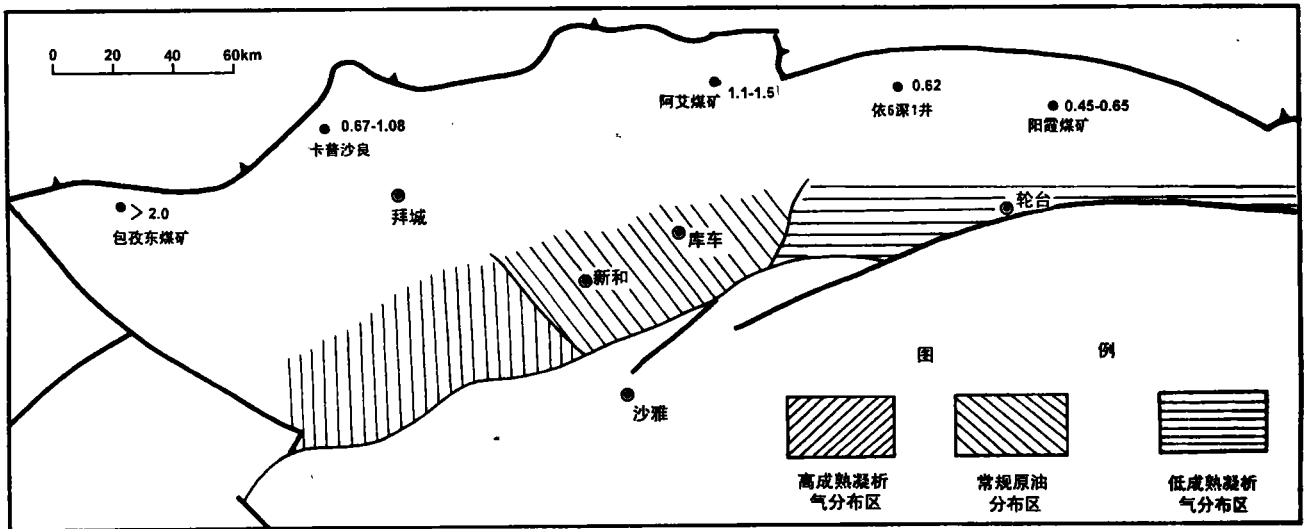 0 20 40 60km
阿艾煤矿 1.1-1.6
0.62
依6深1井
0.45-0.65
阳霞煤矿
0.67-1.08
卡普沙良
轮台
拜城
>2.0
包孜东煤矿
库车
新和
图 例
沙雅
高成熟凝析
气分布区
常规原油
分布区
低成熟凝析
气分布区